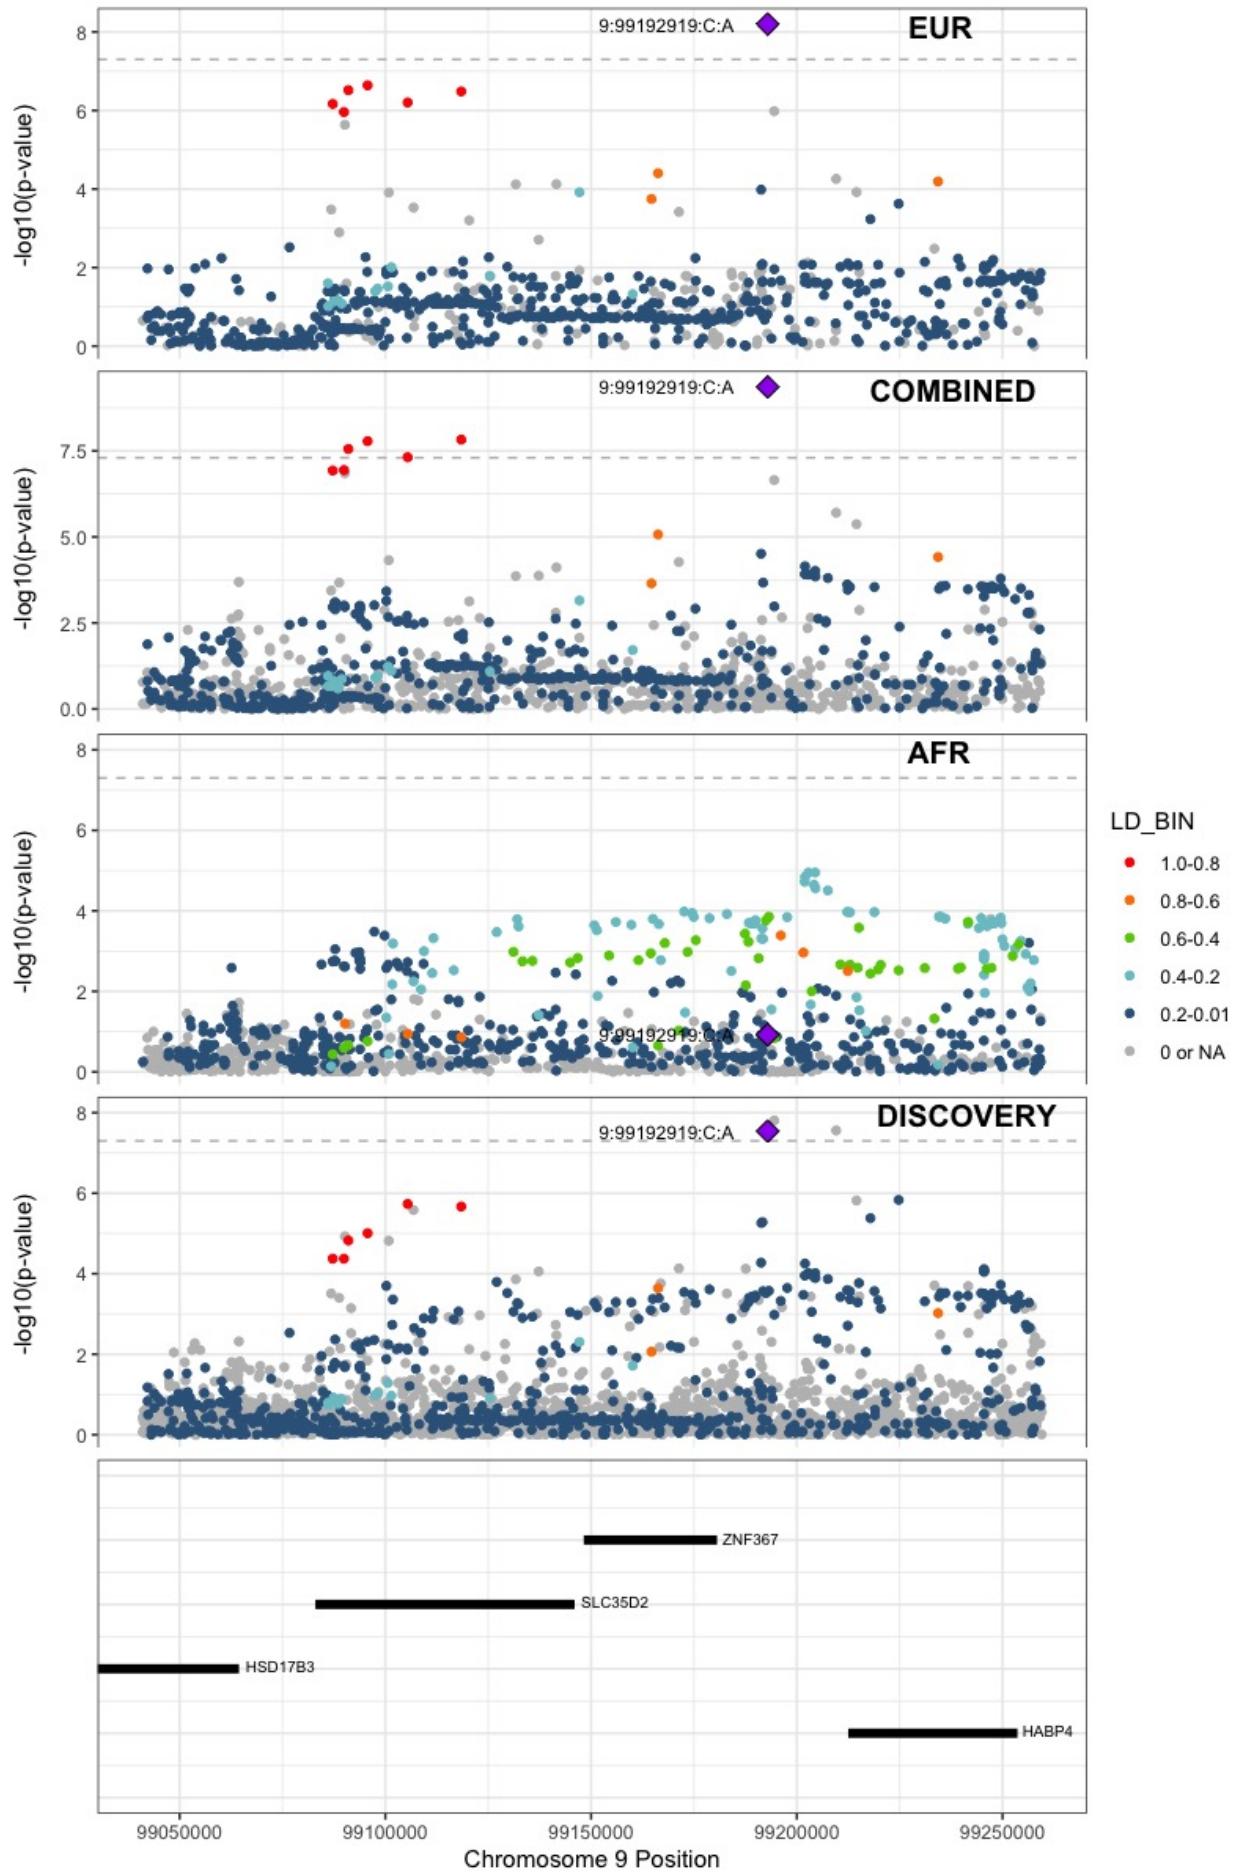 EUR
9:99192919:C:A
-log10(p-value)
8
6
4
2
0
COMBINED
9:99192919:C:A
-log10(p-value)
7.5
5.0
2.5
0.0
AFR
9:99192919:C:A
-log10(p-value)
8
6
4
2
0
LD_BIN
1.0-0.8
0.8-0.6
0.6-0.4
0.4-0.2
0.2-0.01
0 or NA
DISCOVERY
9:99192919:C:A
-log10(p-value)
8
6
4
2
0
ZNF367
SLC35D2
HSD17B3
HABP4
99050000 99100000 99150000 99200000 99250000
Chromosome 9 Position